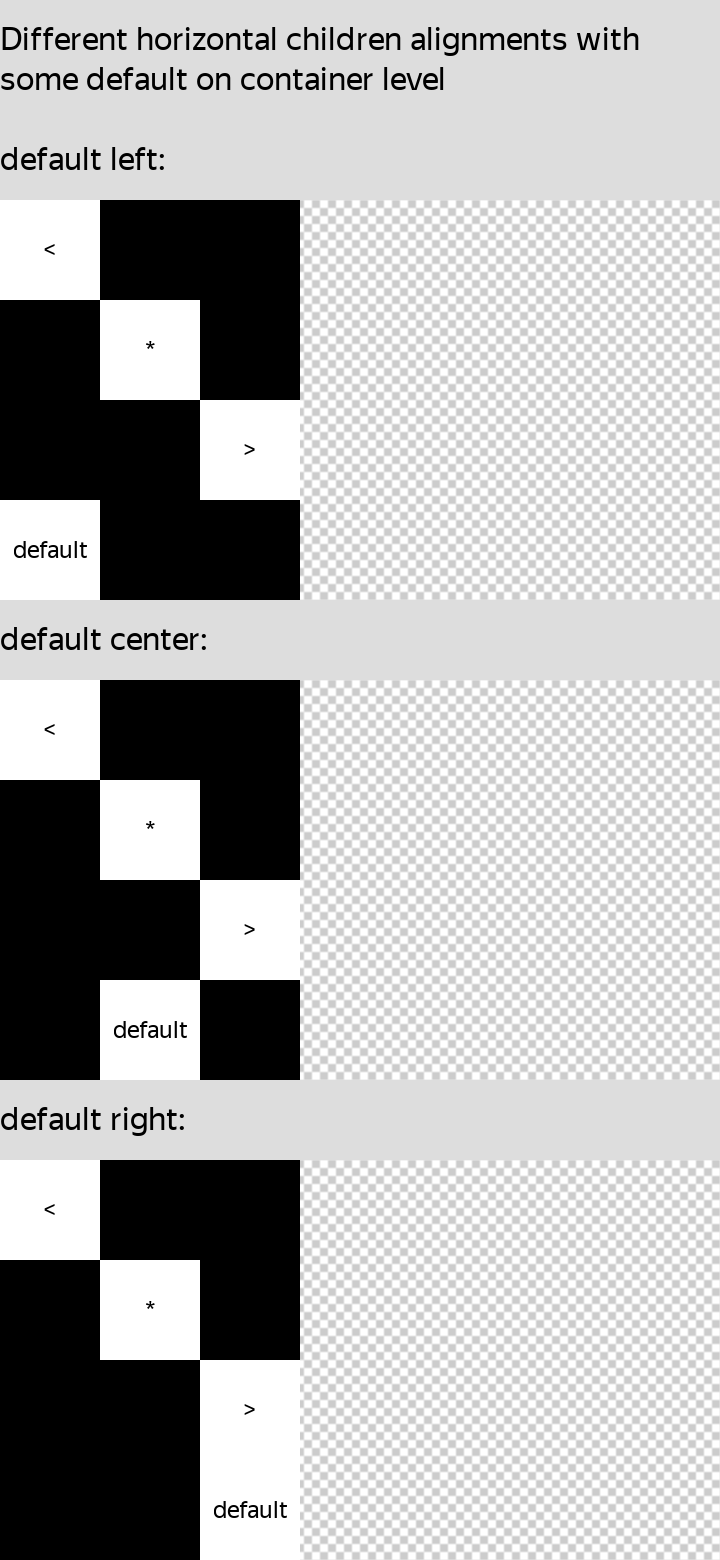 Different horizontal children alignments with
some default on container level
default left:
<
*
>
default
default center:
<
*
>
default
default right:
<
*
>
default